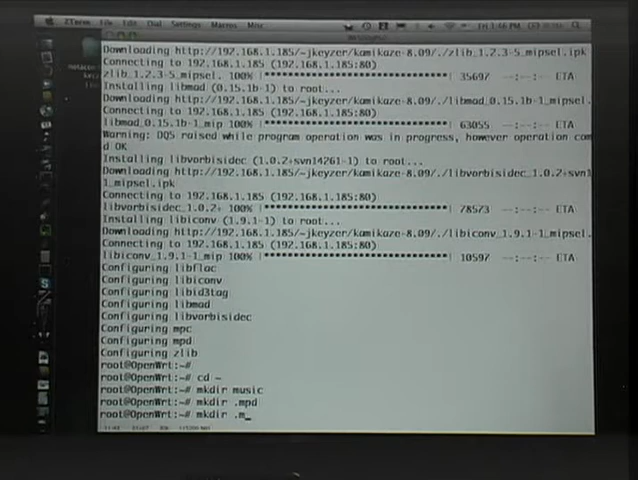 ZTerm File Edit Dial Settings Macros Misc
Downloading http://192.168.1.185/~jkeyzer/kamikaze-8.09/./zlib_1.2.3-5_mipsel.ipk
Connecting to 192.168.1.185 (192.168.1.185:80)
zlib_1.2.3-5_mipsel. 100% |*******************************| 35697 --:--:-- ETA
Installing libmad (0.15.1b-1) to root...
Downloading http://192.168.1.185/~jkeyzer/kamikaze-8.09/./libmad_0.15.1b-1_mipsel.
Connecting to 192.168.1.185 (192.168.1.185:80)
libmad_0.15.1b-1_mip 100% |*******************************| 63055 --:--:-- ETA
Warning: DQ5 raised while program operation was in progress, however operation com
d OK
Installing libvorbisidec (1.0.2+svn14261-1) to root...
Downloading http://192.168.1.185/~jkeyzer/kamikaze-8.09/./libvorbisidec_1.0.2+svn1
1_mipsel.ipk
Connecting to 192.168.1.185 (192.168.1.185:80)
libvorbisidec_1.0.2+ 100% |*******************************| 78573 --:--:-- ETA
Installing libiconv (1.9.1-1) to root...
Downloading http://192.168.1.185/~jkeyzer/kamikaze-8.09/./libiconv_1.9.1-1_mipsel.
Connecting to 192.168.1.185 (192.168.1.185:80)
libiconv_1.9.1-1_mip 100% |*******************************| 10597 --:--:-- ETA
Configuring libflac
Configuring libiconv
Configuring libid3tag
Configuring libmad
Configuring libvorbisidec
Configuring mpc
Configuring mpd
Configuring zlib
root@OpenWrt:~#
root@OpenWrt:~# cd ~
root@OpenWrt:~# mkdir music
root@OpenWrt:~# mkdir .mpd
root@OpenWrt:~# mkdir .m_